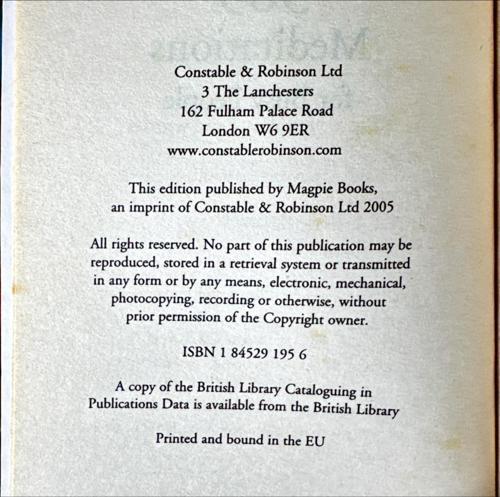 Constable & Robinson Ltd
3 The Lanchesters
162 Fulham Palace Road
London W6 9ER
www.constablerobinson.com
This edition published by Magpie Books,
an imprint of Constable & Robinson Ltd 2005
All rights reserved. No part of this publication may be
reproduced, stored in a retrieval system or transmitted
in any form or by any means, electronic, mechanical,
photocopying, recording or otherwise, without
prior permission of the Copyright owner.
ISBN 1 84529 195 6
A copy of the British Library Cataloguing in
Publications Data is available from the British Library
Printed and bound in the EU